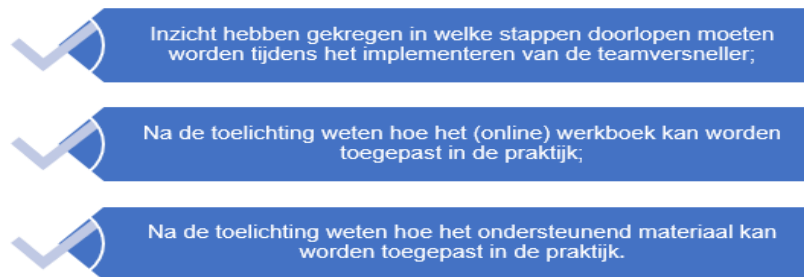 Inzicht hebben gekregen in welke stappen doorlopen moeten
worden tijdens het implementeren van de teamversneller;
Na de toelichting weten hoe het (online) werkboek kan worden
toegepast in de praktijk;
Na de toelichting weten hoe het ondersteunend materiaal kan
worden toegepast in de praktijk.